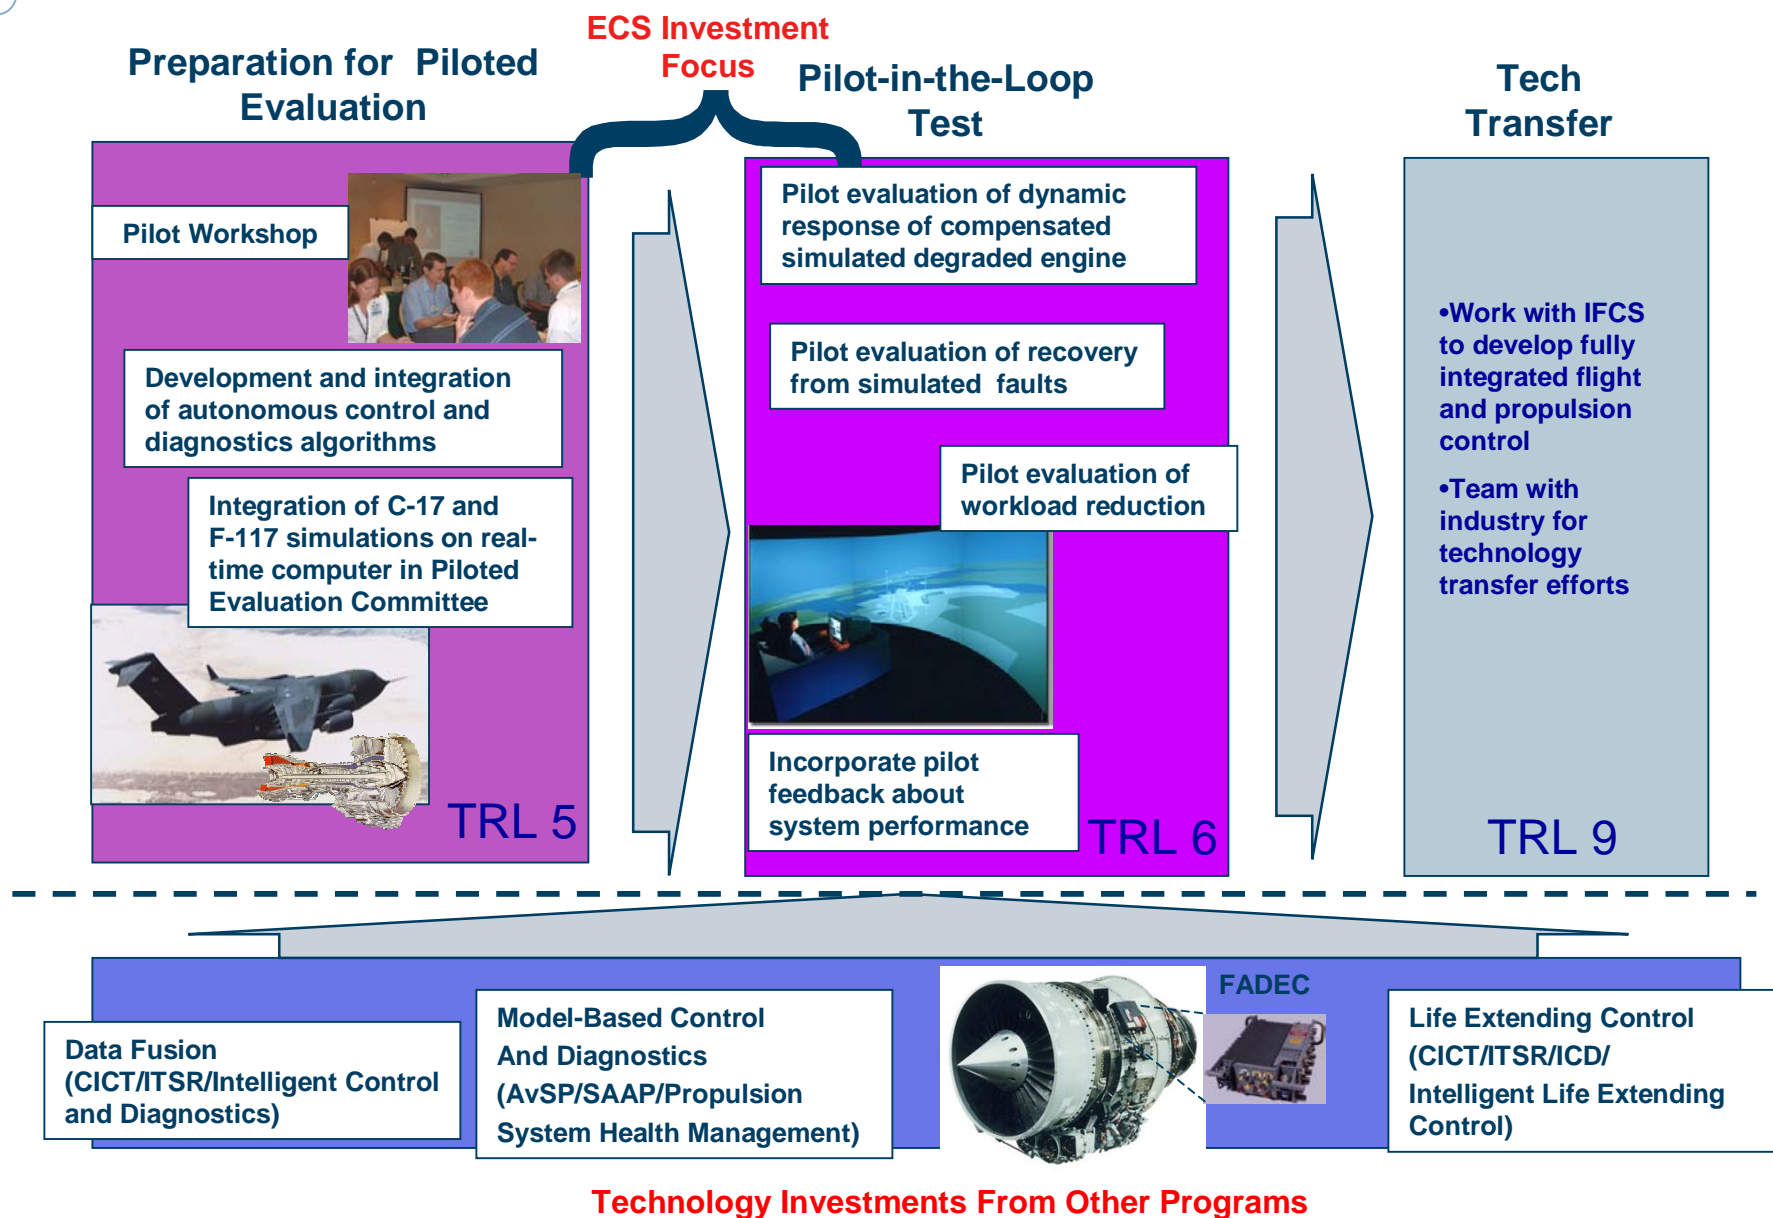 ECS Investment
Focus
Preparation for Piloted
Evaluation
Pilot Workshop
Development and integration
of autonomous control and
diagnostics algorithms
Integration of C-17 and
F-117 simulations on real-
time computer in Piloted
Evaluation Committee
TRL 5
Pilot-in-the-Loop
Test
Pilot evaluation of dynamic
response of compensated
simulated degraded engine
Pilot evaluation of recovery
from simulated faults
Pilot evaluation of
workload reduction
Incorporate pilot
feedback about
system performance
TRL 6
Tech
Transfer
•Work with IFCS
to develop fully
integrated flight
and propulsion
control
•Team with
industry for
technology
transfer efforts
TRL 9
Data Fusion
(CICT/ITSR/Intelligent Control
and Diagnostics)
Model-Based Control
And Diagnostics
(AvSP/SAAP/Propulsion
System Health Management)
FADEC
Life Extending Control
(CICT/ITSR/ICD/
Intelligent Life Extending
Control)
Technology Investments From Other Programs